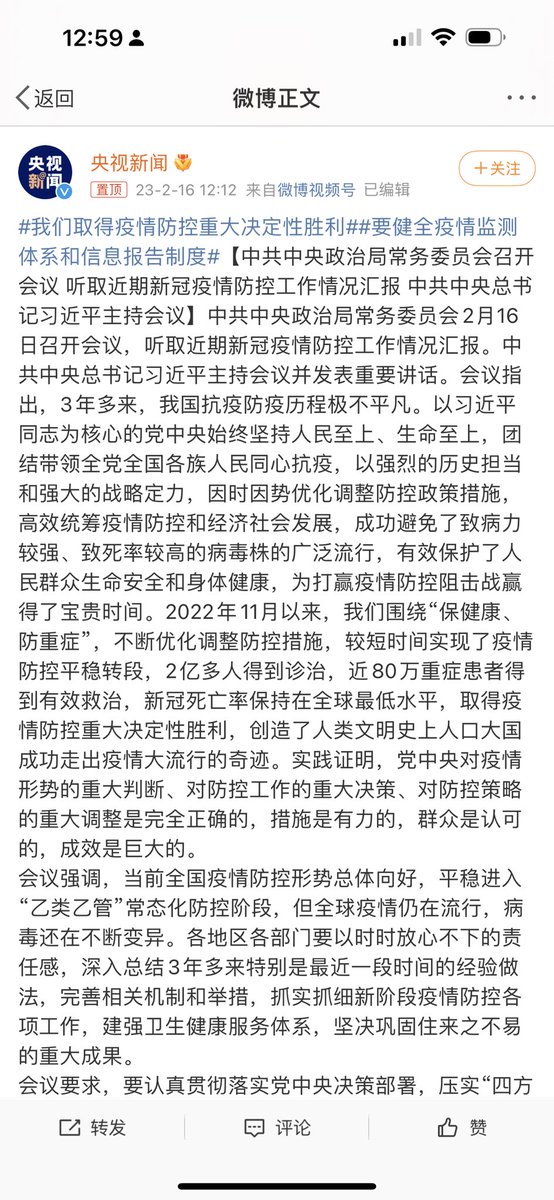 12:59
返回
微博正文
央视
新闻
央视新闻
+关注
置顶 23-2-16 12:12 来自微博视频号 已编辑
#我们取得疫情防控重大决定性胜利##要健全疫情监测
体系和信息报告制度#【中共中央政治局常务委员会召开
会议 听取近期新冠疫情防控工作情况汇报 中共中央总书
记习近平主持会议】中共中央政治局常务委员会2月16
日召开会议，听取近期新冠疫情防控工作情况汇报。中
共中央总书记习近平主持会议并发表重要讲话。会议指
出，3年多来，我国抗疫防疫历程极不平凡。以习近平
同志为核心的党中央始终坚持人民至上、生命至上，团
结带领全党全国各族人民同心抗疫，以强烈的历史担当
和强大的战略定力，因时因势优化调整防控政策措施，
高效统筹疫情防控和经济社会发展，成功避免了致病力
较强、致死率较高的病毒株的广泛流行，有效保护了人
民群众生命安全和身体健康，为打赢疫情防控阻击战赢
得了宝贵时间。2022年11月以来，我们围绕“保健康、
防重症”，不断优化调整防控措施，较短时间实现了疫情
防控平稳转段，2亿多人得到诊治，近80万重症患者得
到有效救治，新冠死亡率保持在全球最低水平，取得疫
情防控重大决定性胜利，创造了人类文明史上人口大国
成功走出疫情大流行的奇迹。实践证明，党中央对疫情
形势的重大判断、对防控工作的重大决策、对防控策略
的重大调整是完全正确的，措施是有力的，群众是认可
的，成效是巨大的。
会议强调，当前全国疫情防控形势总体向好，平稳进入
“乙类乙管”常态化防控阶段，但全球疫情仍在流行，病
毒还在不断变异。各地区各部门要以时时放心不下的责
任感，深入总结3年多来特别是最近一段时间的经验做
法，完善相关机制和举措，抓实抓细新阶段疫情防控各
项工作，建强卫生健康服务体系，坚决巩固住来之不易
的重大成果。
会议要求，要认真贯彻落实党中央决策部署，压实“四方
转发
评论
赞